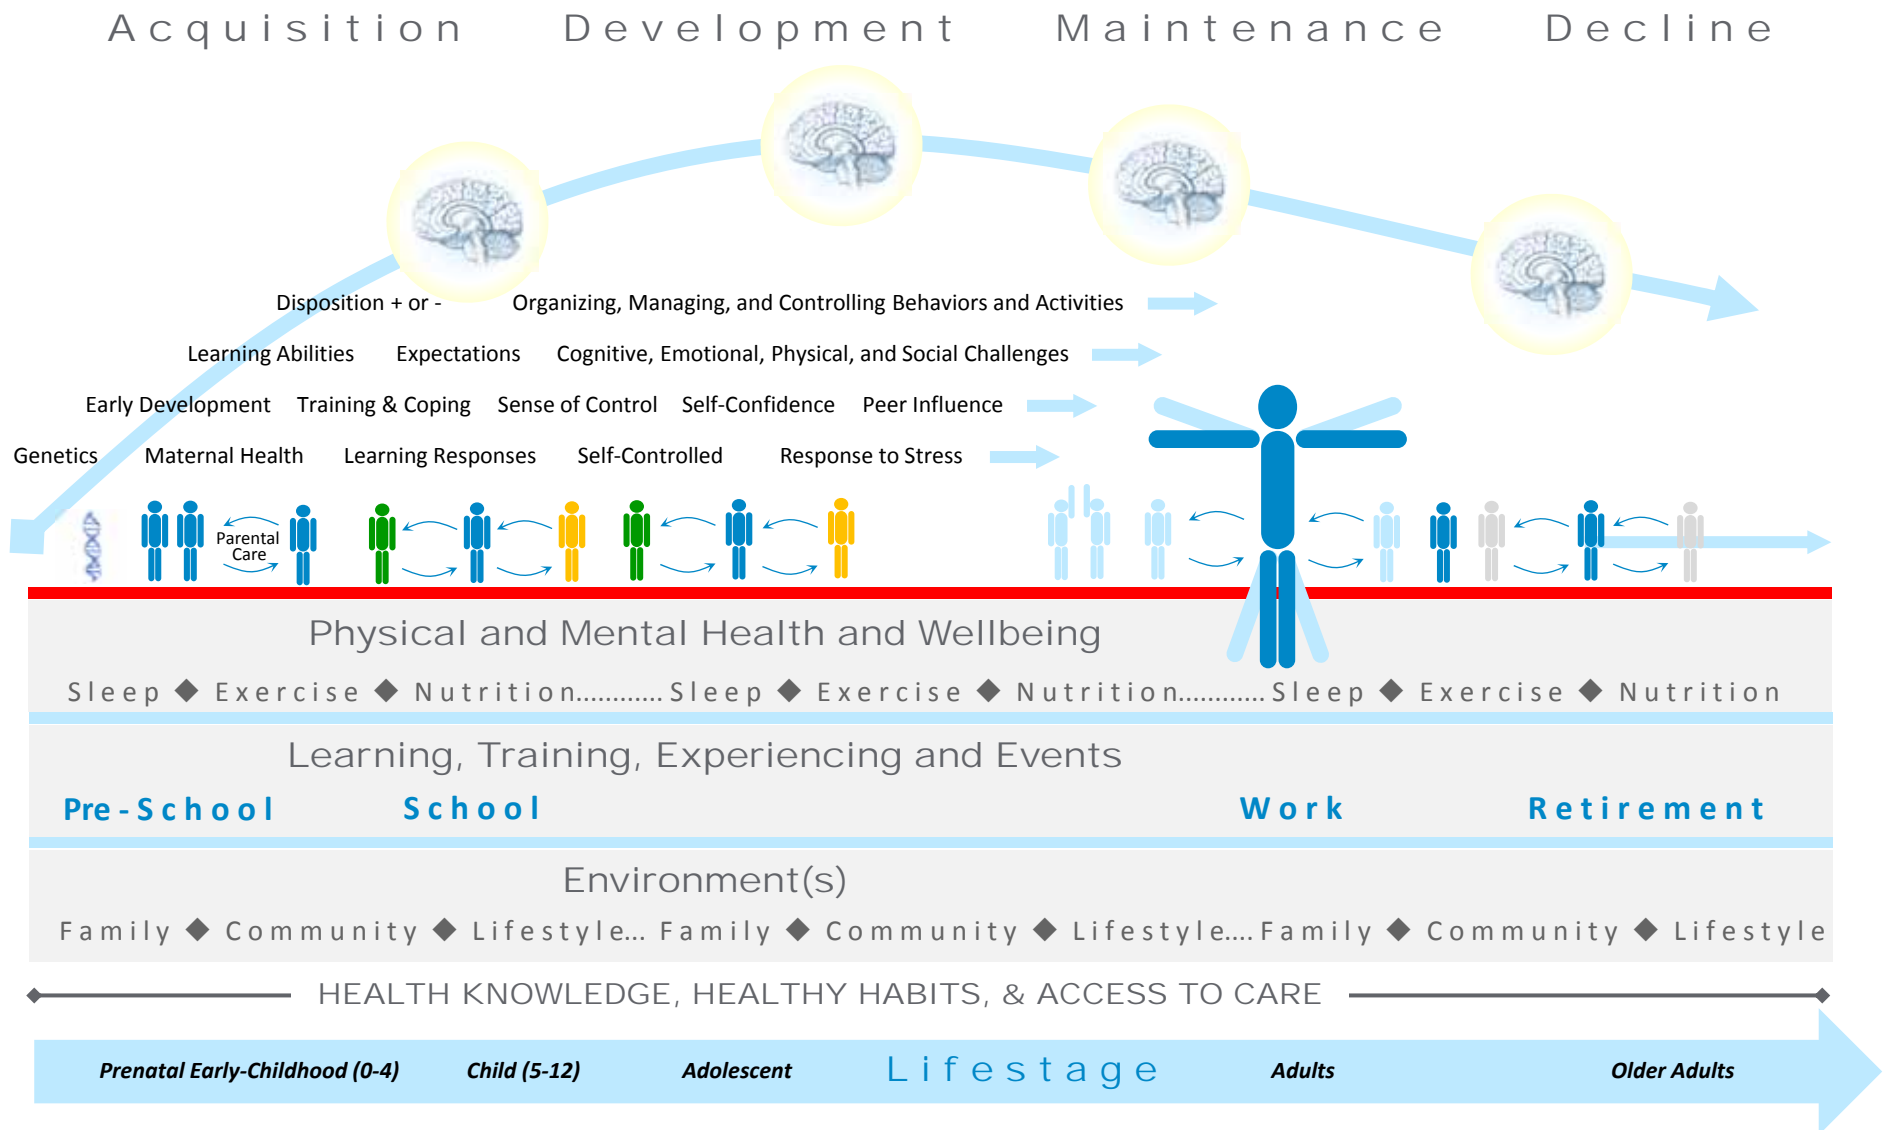 Acquisition Development Maintenance Decline
Disposition + or - Organizing, Managing, and Controlling Behaviors and Activities
Learning Abilities Expectations Cognitive, Emotional, Physical, and Social Challenges
Early Development Training & Coping Sense of Control Self-Confidence Peer Influence
Genetics Maternal Health Learning Responses Self-Controlled Response to Stress
Parental
Care
Physical and Mental Health and Wellbeing
Sleep ◆ Exercise ◆ Nutrition............ Sleep ◆ Exercise ◆ Nutrition............ Sleep ◆ Exercise ◆ Nutrition
Learning, Training, Experiencing and Events
Pre-School School Work Retirement
Environment(s)
Family ◆ Community ◆ Lifestyle... Family ◆ Community ◆ Lifestyle.... Family ◆ Community ◆ Lifestyle
HEALTH KNOWLEDGE, HEALTHY HABITS, & ACCESS TO CARE
Prenatal Early-Childhood (0-4) Child (5-12) Adolescent Lifestage Adults Older Adults